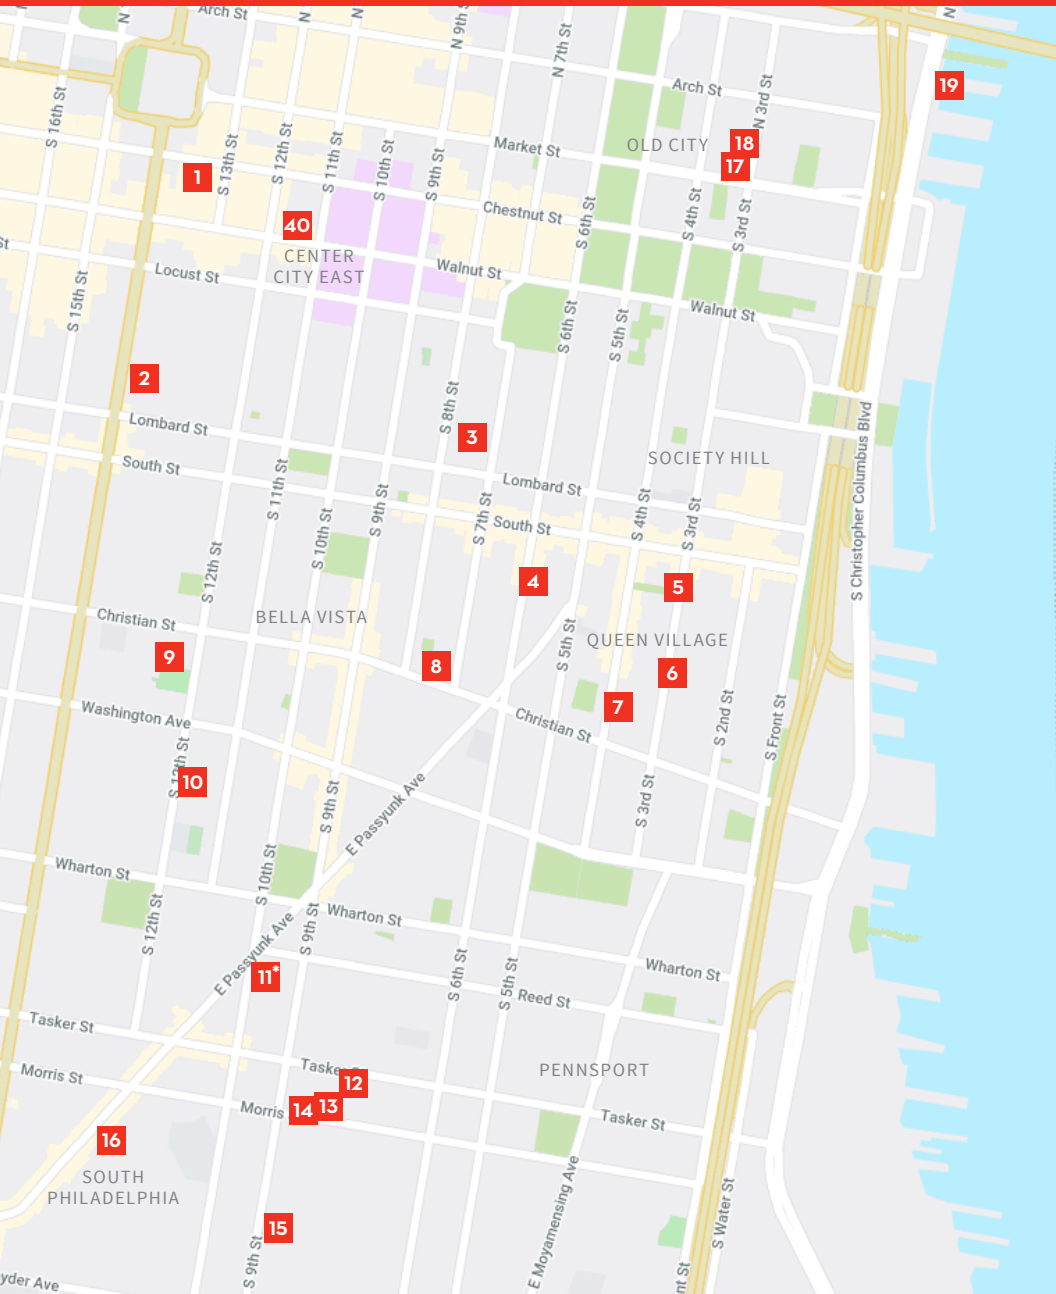 Arch St
N
N
N
N 9th S
N 7th St
N
Arch St
N 3rd St
19
S 16th St
OLD CITY
18
17
Market St
S 13th St
S 12th St
S 11th St
S 10th St
S 9th St
1
Chestnut St
S 6th St
S 4th St
S 3rd St
40
CENTER
CITY EAST
St
Locust St
Walnut St
S 15th St
Walnut St
S 6th St
S 5th St
2
S 8th St
Lombard St
3
S Christopher Columbus Blvd
SOCIETY HILL
South St
S 11th St
S 10th St
S 9th St
S 7th St
Lombard St
South St
S 4th St
S 3rd St
S 12th St
4
5
Christian St
BELLA VISTA
S 5th St
QUEEN VILLAGE
9
8
6
7
Washington Ave
Christian St
S 2nd St
S Front St
S 12th St
10
S 9th St
E Passyunk Ave
S 3rd St
Wharton St
S 10th St
S 12th St
Wharton St
E Passyunk Ave
S 9th St
11*
S 6th St
S 5th St
Wharton St
Reed St
Tasker St
Morris St
PENNSPORT
Tasker
12
Morris
14
13
Tasker St
16
SOUTH
PHILADELPHIA
E Moyamensing Ave
S Water St
15
S 9th St
yder Ave
nt St